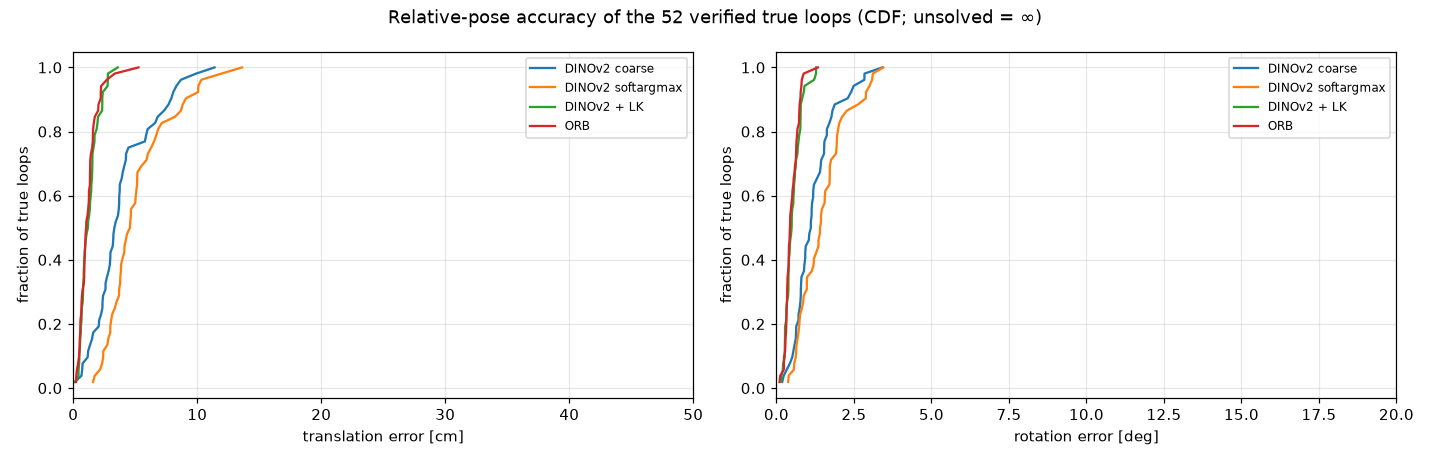 Relative-pose accuracy of the 52 verified true loops (CDF; unsolved = ∞)
1.0
0.8
0.6
0.4
0.2
0.0
fraction of true loops
0
10
20
30
40
50
translation error [cm]
DINOv2 coarse
DINOv2 softargmax
DINOv2 + LK
ORB
1.0
0.8
0.6
0.4
0.2
0.0
fraction of true loops
0.0
2.5
5.0
7.5
10.0
12.5
15.0
17.5
20.0
rotation error [deg]
DINOv2 coarse
DINOv2 softargmax
DINOv2 + LK
ORB